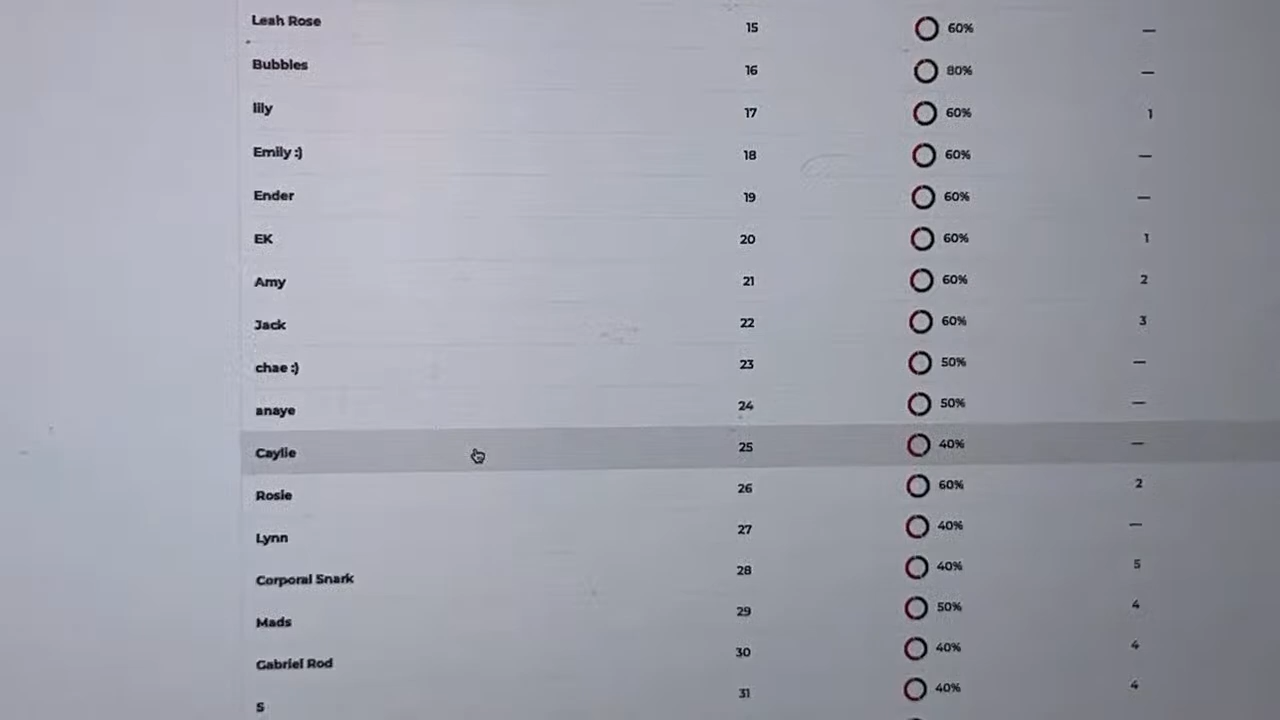 Leah Rose 15 60% —
Bubbles 16 80% —
lily 17 60% 1
Emily :) 18 60% —
Ender 19 60% —
EK 20 60% 1
Amy 21 60% 2
Jack 22 60% 3
chae :) 23 50% —
anaye 24 50% —
Caylie 25 40% —
Rosie 26 60% 2
Lynn 27 40% —
Corporal Snark 28 40% 5
Mads 29 50% 4
Gabriel Rod 30 40% 4
S 31 40% 4